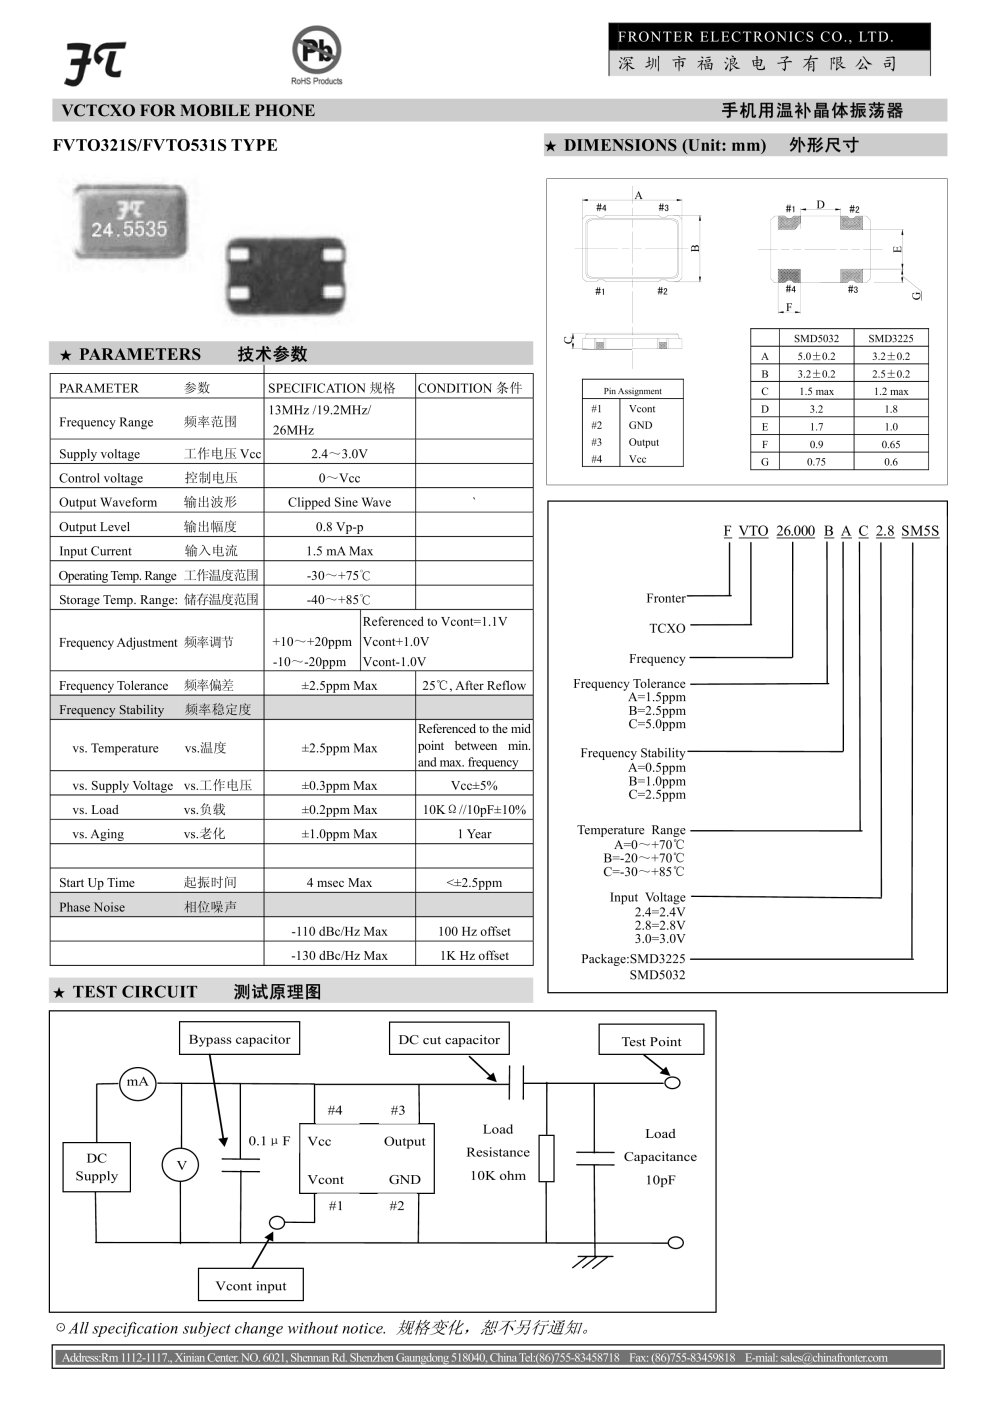 Pb
RoHS Products
FRONTER ELECTRONICS CO., LTD.
深圳市福浪电子有限公司
VCTCXO FOR MOBILE PHONE 手机用温补晶体振荡器
FVTO321S/FVTO531S TYPE
24.5535
★ DIMENSIONS (Unit: mm) 外形尺寸
A
#4 #3
B
#1 #2
C
#1 D #2
E
#4 #3
F
G
Pin Assignment
#1 Vcont
#2 GND
#3 Output
#4 Vcc
SMD5032 SMD3225
A 5.0±0.2 3.2±0.2
B 3.2±0.2 2.5±0.2
C 1.5 max 1.2 max
D 3.2 1.8
E 1.7 1.0
F 0.9 0.65
G 0.75 0.6
★ PARAMETERS 技术参数
PARAMETER 参数 SPECIFICATION 规格 CONDITION 条件
Frequency Range 频率范围 13MHz /19.2MHz/
26MHz
Supply voltage 工作电压 Vcc 2.4～3.0V
Control voltage 控制电压 0～Vcc
Output Waveform 输出波形 Clipped Sine Wave `
Output Level 输出幅度 0.8 Vp-p
Input Current 输入电流 1.5 mA Max
Operating Temp. Range 工作温度范围 -30～+75℃
Storage Temp. Range: 储存温度范围 -40～+85℃
Frequency Adjustment 频率调节
Referenced to Vcont=1.1V
+10～+20ppm Vcont+1.0V
-10～-20ppm Vcont-1.0V
Frequency Tolerance 频率偏差 ±2.5ppm Max 25℃, After Reflow
Frequency Stability 频率稳定度
vs. Temperature vs.温度 ±2.5ppm Max Referenced to the mid
point between min.
and max. frequency
vs. Supply Voltage vs.工作电压 ±0.3ppm Max Vcc±5%
vs. Load vs.负载 ±0.2ppm Max 10KΩ//10pF±10%
vs. Aging vs.老化 ±1.0ppm Max 1 Year
Start Up Time 起振时间 4 msec Max <±2.5ppm
Phase Noise 相位噪声
-110 dBc/Hz Max 100 Hz offset
-130 dBc/Hz Max 1K Hz offset
F VTO 26.000 B A C 2.8 SM5S
Fronter
TCXO
Frequency
Frequency Tolerance
A=1.5ppm
B=2.5ppm
C=5.0ppm
Frequency Stability
A=0.5ppm
B=1.0ppm
C=2.5ppm
Temperature Range
A=0～+70℃
B=-20～+70℃
C=-30～+85℃
Input Voltage
2.4=2.4V
2.8=2.8V
3.0=3.0V
Package:SMD3225
SMD5032
★ TEST CIRCUIT 测试原理图
Bypass capacitor
DC cut capacitor
Test Point
mA
#4 #3
0.1μF
Vcc Output
Vcont GND
#1 #2
DC
Supply
V
Load
Resistance
10K ohm
Load
Capacitance
10pF
Vcont input
⊙ All specification subject change without notice. 规格变化，恕不另行通知。
Address:Rm 1112-1117., Xinian Center. NO. 6021, Shennan Rd. Shenzhen Gaungdong 518040, China Tel:(86)755-83458718 Fax: (86)755-83459818 E-mial: sales@chinafronter.com